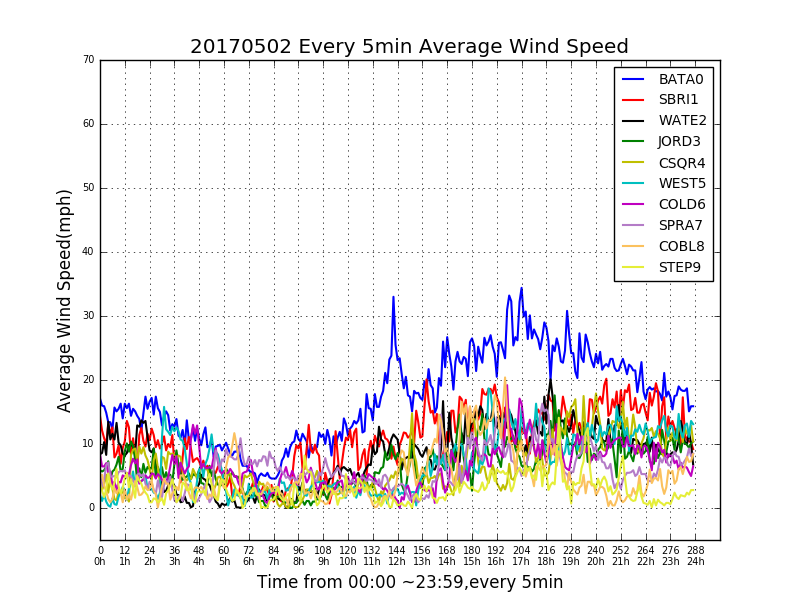 20170502 Every 5min Average Wind Speed
70
60
50
40
30
20
10
0
Average Wind Speed(mph)
BATA0
SBRI1
WATE2
JORD3
CSQR4
WEST5
COLD6
SPRA7
COBL8
STEP9
0 12 24 36 48 60 72 84 96 108 120 132 144 156 168 180 192 204 216 228 240 252 264 276 288
0h 1h 2h 3h 4h 5h 6h 7h 8h 9h 10h 11h 12h 13h 14h 15h 16h 17h 18h 19h 20h 21h 22h 23h 24h
Time from 00:00 ~23:59,every 5min